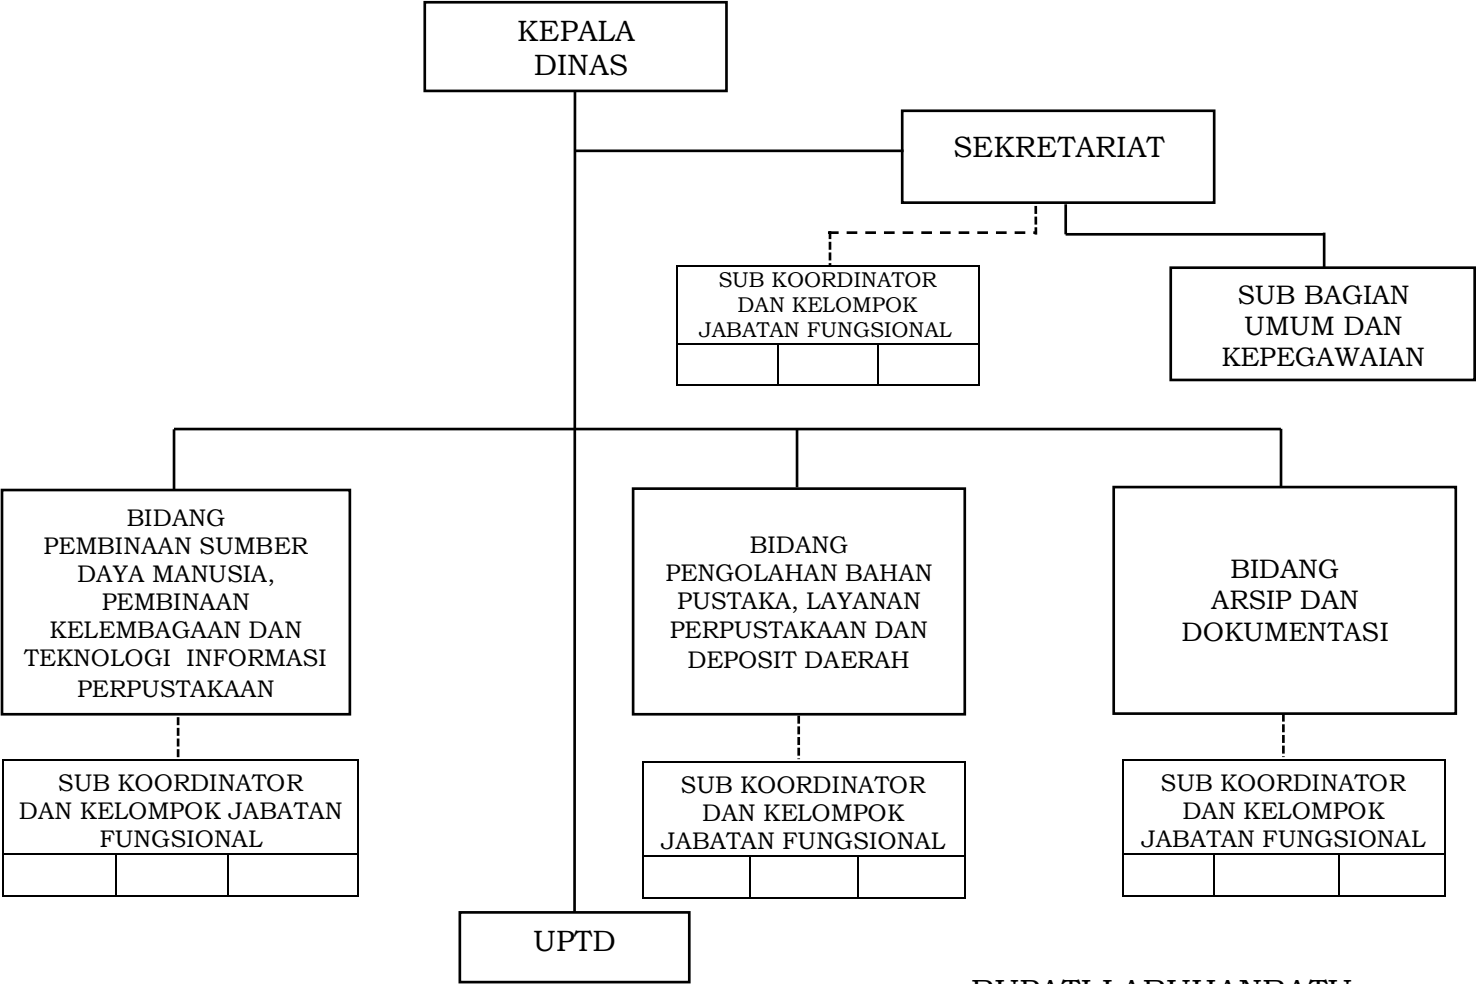 KEPALA
DINAS
SEKRETARIAT
SUB KOORDINATOR
DAN KELOMPOK
JABATAN FUNGSIONAL
SUB BAGIAN
UMUM DAN
KEPEGAWAIAN
BIDANG
PEMBINAAN SUMBER
DAYA MANUSIA,
PEMBINAAN
KELEMBAGAAN DAN
TEKNOLOGI INFORMASI
PERPUSTAKAAN
BIDANG
PENGOLAHAN BAHAN
PUSTAKA, LAYANAN
PERPUSTAKAAN DAN
DEPOSIT DAERAH
BIDANG
ARSIP DAN
DOKUMENTASI
SUB KOORDINATOR
DAN KELOMPOK JABATAN
FUNGSIONAL
SUB KOORDINATOR
DAN KELOMPOK
JABATAN FUNGSIONAL
SUB KOORDINATOR
DAN KELOMPOK
JABATAN FUNGSIONAL
UPTD
BUPATI LABUHANBATU